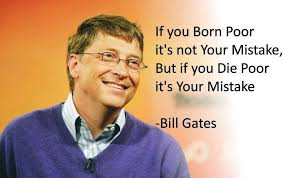 If you Born Poor
it's not Your Mistake,
But if you Die Poor
it's Your Mistake
-Bill Gates